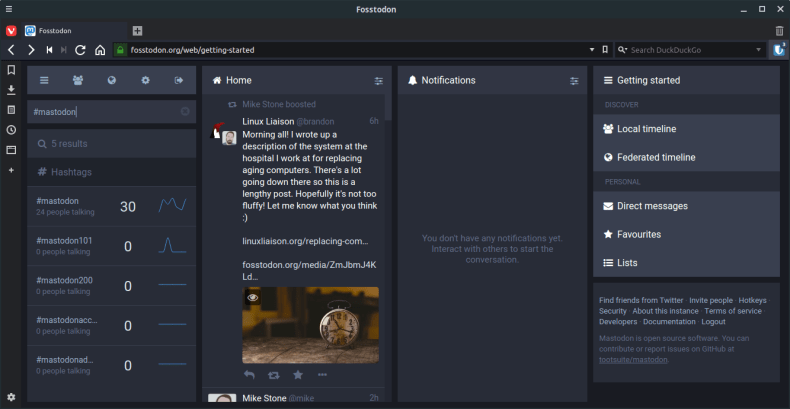 Fosstodon
Fosstodon
fosstodon.org/web/getting-started
Search DuckDuckGo
#mastodon
5 results
Hashtags
#mastodon
24 people talking
30
#mastodon101
0 people talking
0
#mastodon200
0 people talking
0
#mastodonacc...
0 people talking
0
#mastodonad...
0 people talking
0
Home
Mike Stone boosted
Linux Liaison @brandon 6h
Morning all! I wrote up a
description of the system at the
hospital I work at for replacing
aging computers. There's a lot
going down there so this is a
lengthy post. Hopefully it's not too
fluffy! Let me know what you think
:)
linuxliaison.org/replacing-com...
fosstodon.org/media/ZmJbmJ4K
Ld...
Mike Stone @mike 2h
Notifications
You don't have any notifications yet.
Interact with others to start the
conversation.
Getting started
DISCOVER
Local timeline
Federated timeline
PERSONAL
Direct messages
Favourites
Lists
Find friends from Twitter · Invite people · Hotkeys
Security · About this instance · Terms of service
Developers · Documentation · Logout
Mastodon is open source software. You can
contribute or report issues on GitHub at
tootsuite/mastodon.